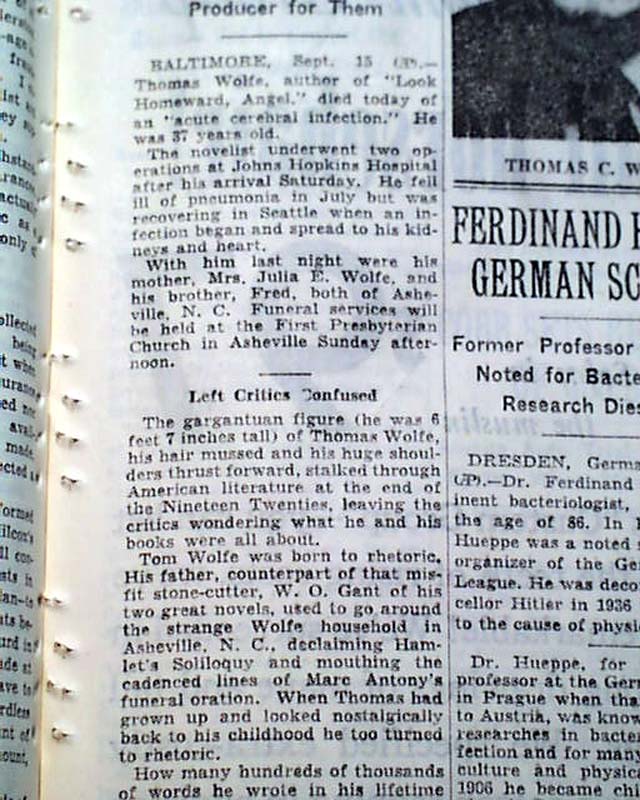 Producer for Them
BALTIMORE, Sept. 15 (AP).—
Thomas Wolfe, author of "Look
Homeward, Angel," died today of
an "acute cerebral infection." He
was 37 years old.
The novelist underwent two op-
erations at Johns Hopkins Hospital
after his arrival Saturday. He fell
ill of pneumonia in July but was
recovering in Seattle when an in-
fection began and spread to his kid-
neys and heart.
With him last night were his
mother, Mrs. Julia E. Wolfe, and
his brother, Fred, both of Ashe-
ville, N. C. Funeral services will
be held at the First Presbyterian
Church in Asheville Sunday after-
noon.
Left Critics Confused
The gargantuan figure (he was 6
feet 7 inches tall) of Thomas Wolfe,
his hair mussed and his huge shoul-
ders thrust forward, stalked through
American literature at the end of
the Nineteen Twenties, leaving the
critics wondering what he and his
books were all about.
Tom Wolfe was born to rhetoric.
His father, counterpart of that mis-
fit stone-cutter, W. O. Gant of his
two great novels, used to go around
the strange Wolfe household in
Asheville, N. C., declaiming Ham-
let's Soliloquy and mouthing the
cadenced lines of Marc Antony's
funeral oration. When Thomas had
grown up and looked nostalgically
back to his childhood he too turned
to rhetoric.
How many hundreds of thousands
of words he wrote in his lifetime
THOMAS C. W
FERDINAND H
GERMAN SC
Former Professor
Noted for Bacte
Research Dies
DRESDEN, Germa
(AP).—Dr. Ferdinand
inent bacteriologist,
the age of 86. In
Hueppe was a noted
organizer of the Ge
League. He was deco
cellor Hitler in 1936
to the cause of physi
Dr. Hueppe, for
professor at the Ger
in Prague when tha
to Austria, was know
researches in bacter
fection and for many
culture and physic
1906 he became ch